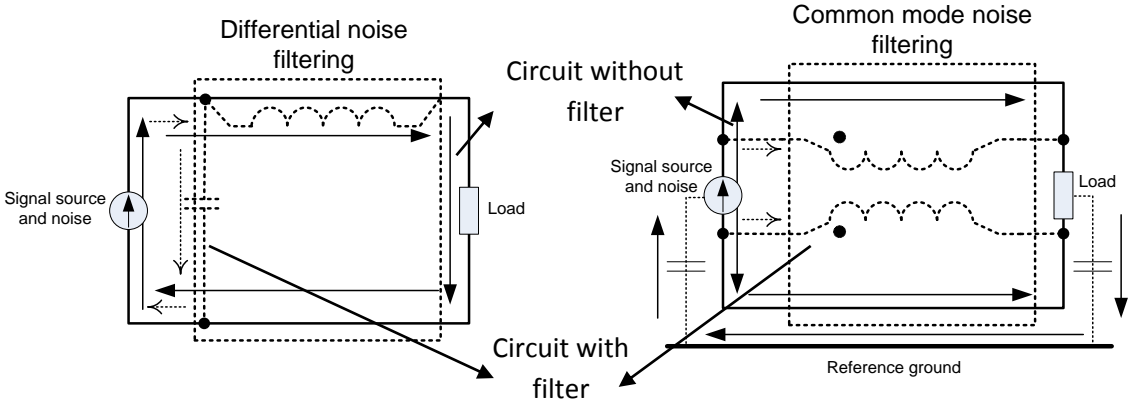 Differential noise
filtering
Signal source
and noise
Load
Circuit without
filter
Circuit with
filter
Common mode noise
filtering
Signal source
and noise
Load
Reference ground